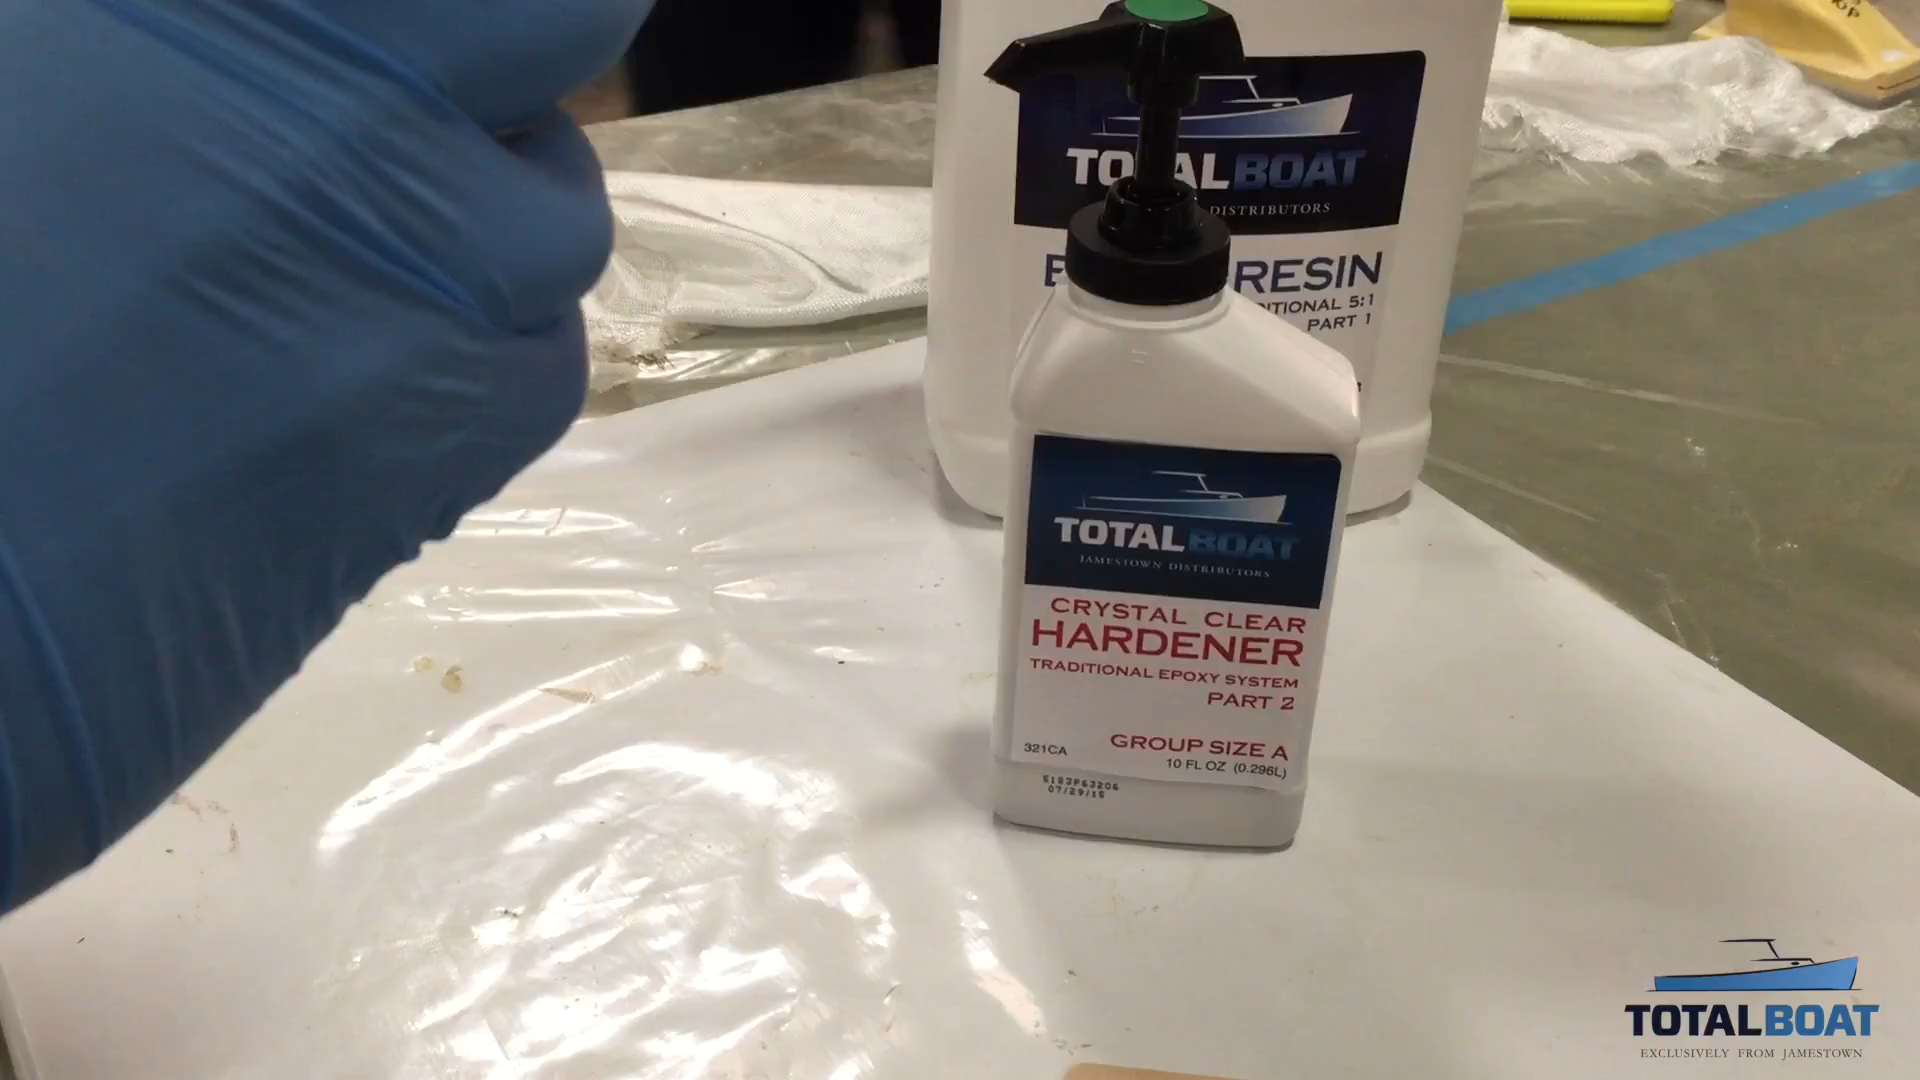 TOTALBOAT
DISTRIBUTORS
RESIN
5:1
PART 1
TOTALBOAT
JAMESTOWN DISTRIBUTORS
CRYSTAL CLEAR
HARDENER
TRADITIONAL EPOXY SYSTEM
PART 2
GROUP SIZE A
321CA
10 FL OZ (0.296L)
5183P63206
07/29/15
TOTALBOAT
EXCLUSIVELY FROM JAMESTOWN